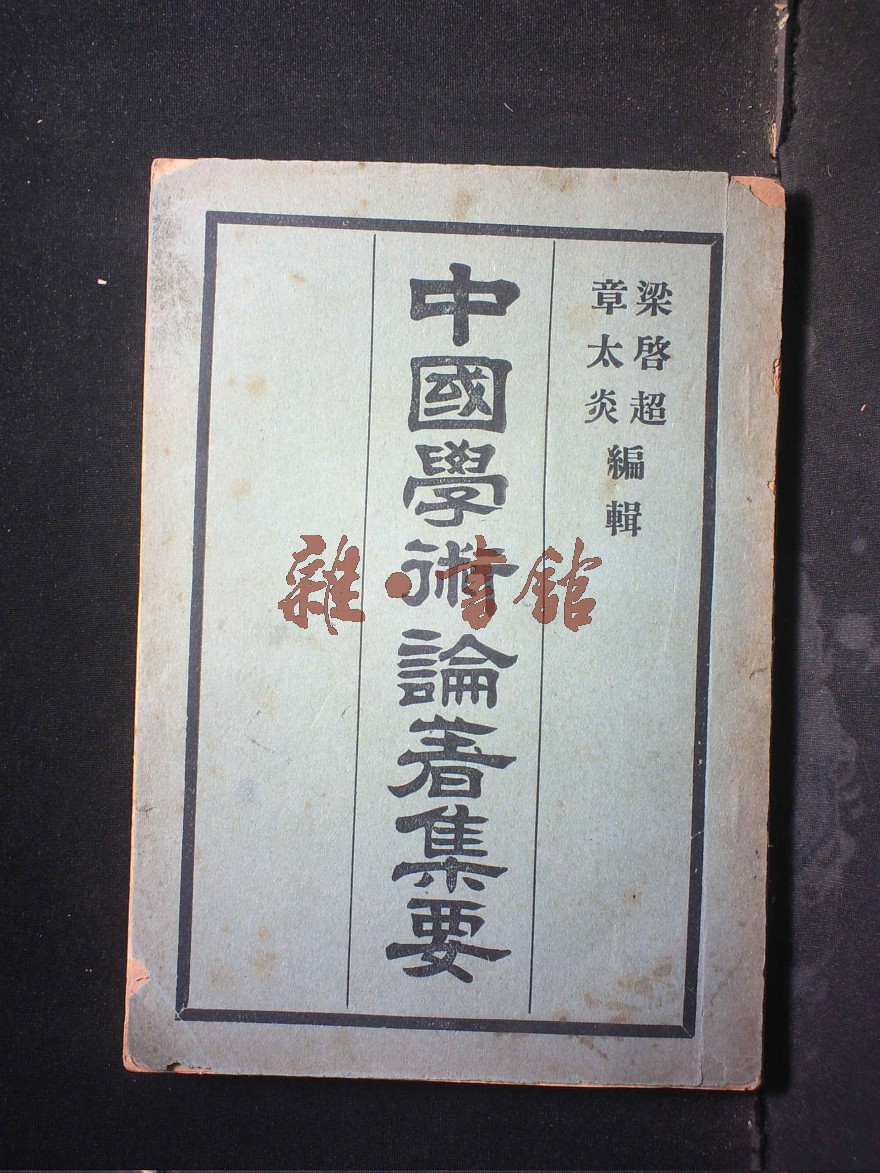 梁啓超
章太炎
編輯
中國學術論著集要
雜·書館